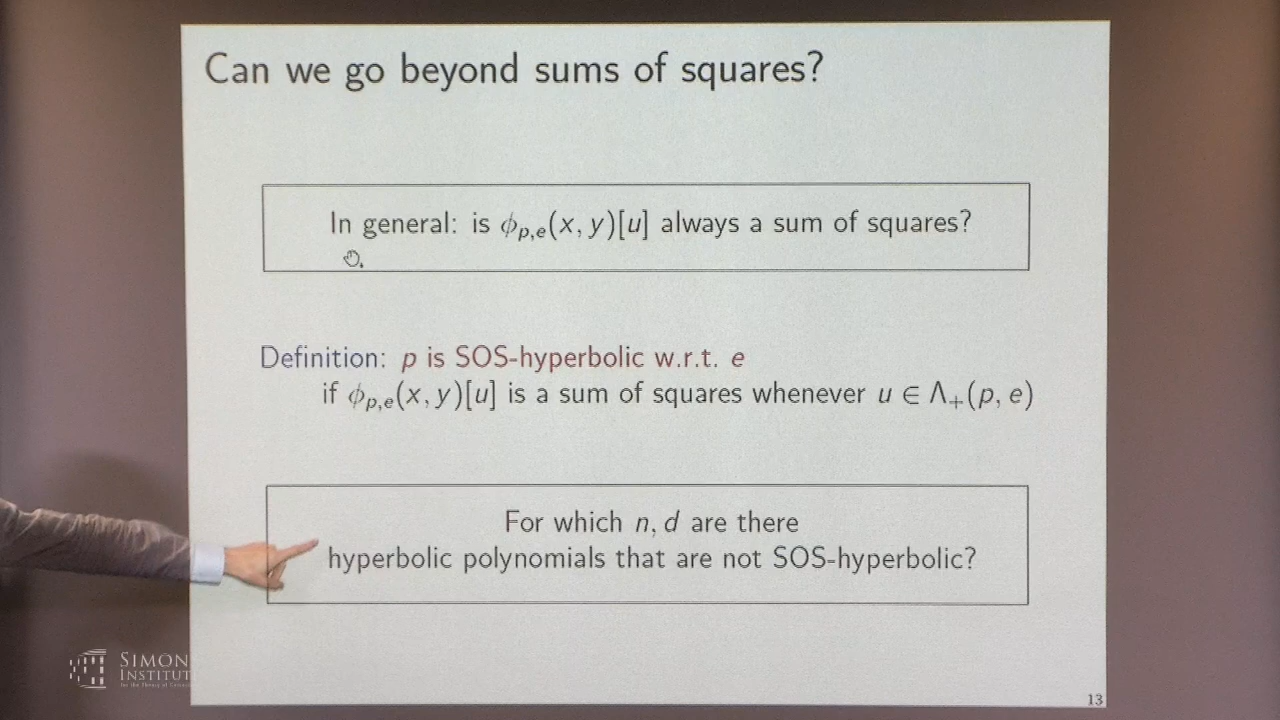 Can we go beyond sums of squares?
In general: is ϕ_{p,e}(x, y)[u] always a sum of squares?
Definition: p is SOS-hyperbolic w.r.t. e
if ϕ_{p,e}(x, y)[u] is a sum of squares whenever u ∈ Λ_+(p, e)
For which n, d are there
hyperbolic polynomials that are not SOS-hyperbolic?
SIMON
INSTITUT
13